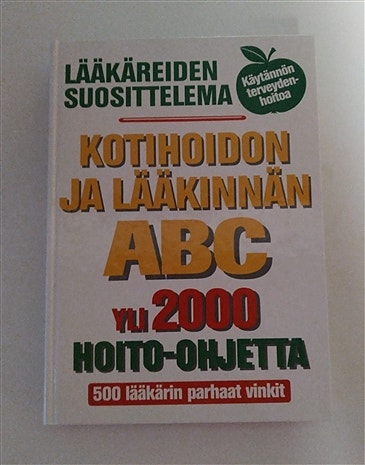 LÄÄKÄREIDEN
SUOSITTELEMA
Käytännön
terveyden-
hoitoa
KOTIHOIDON
JA LÄÄKINNÄN
ABC
YLI 2000
HOITO-OHJETTA
500 lääkärin parhaat vinkit